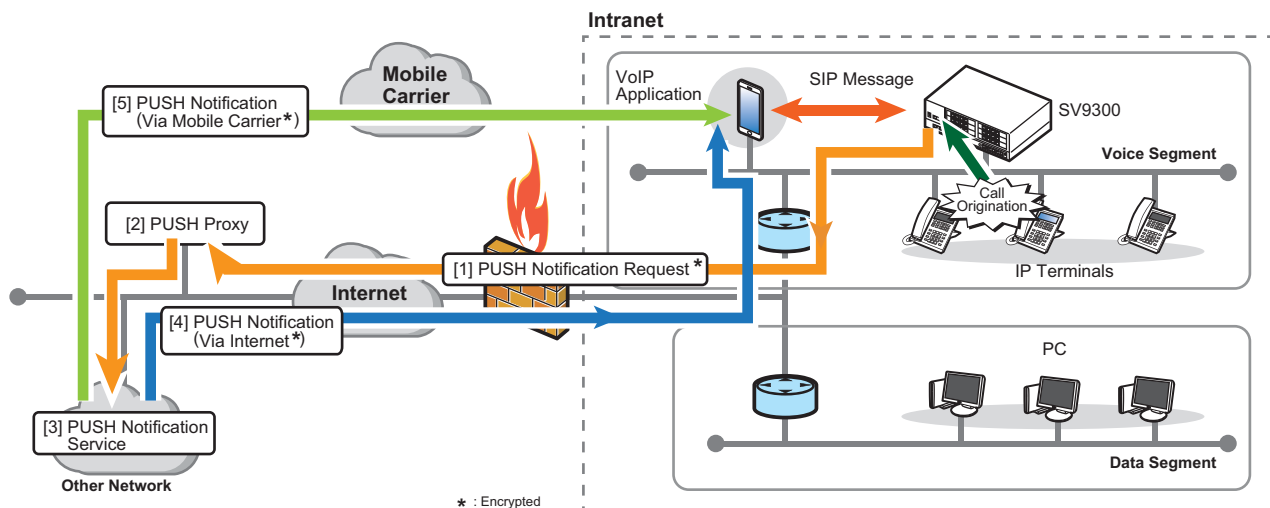 Intranet
Mobile
Carrier
VoIP
Application
SIP Message
SV9300
[5] PUSH Notification
(Via Mobile Carrier*)
Voice Segment
Call
Origination
[2] PUSH Proxy
[1] PUSH Notification Request*
IP Terminals
Internet
[4] PUSH Notification
(Via Internet*)
PC
[3] PUSH Notification
Service
Data Segment
Other Network
* : Encrypted